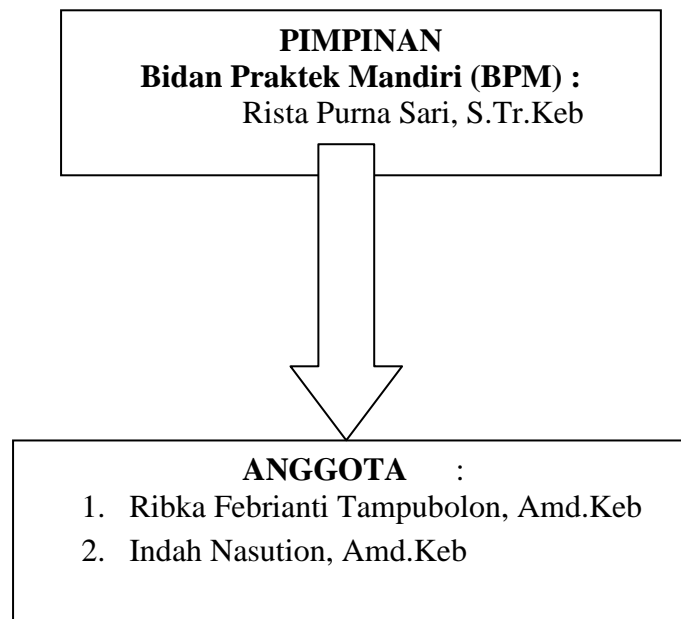 PIMPINAN
Bidan Praktek Mandiri (BPM) :
Rista Purna Sari, S.Tr.Keb
ANGGOTA :
1. Ribka Febrianti Tampubolon, Amd.Keb
2. Indah Nasution, Amd.Keb